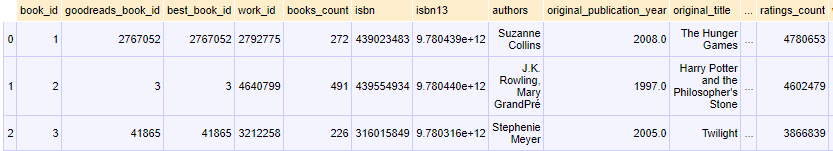 book_id goodreads_book_id best_book_id work_id books_count isbn isbn13 authors original_publication_year original_title ... ratings_count
0 1 2767052 2767052 2792775 272 439023483 9.780439e+12 Suzanne Collins 2008.0 The Hunger Games ... 4780653
1 2 3 3 4640799 491 439554934 9.780440e+12 J.K. Rowling, Mary GrandPré 1997.0 Harry Potter and the Philosopher's Stone ... 4602479
2 3 41865 41865 3212258 226 316015849 9.780316e+12 Stephenie Meyer 2005.0 Twilight ... 3866839